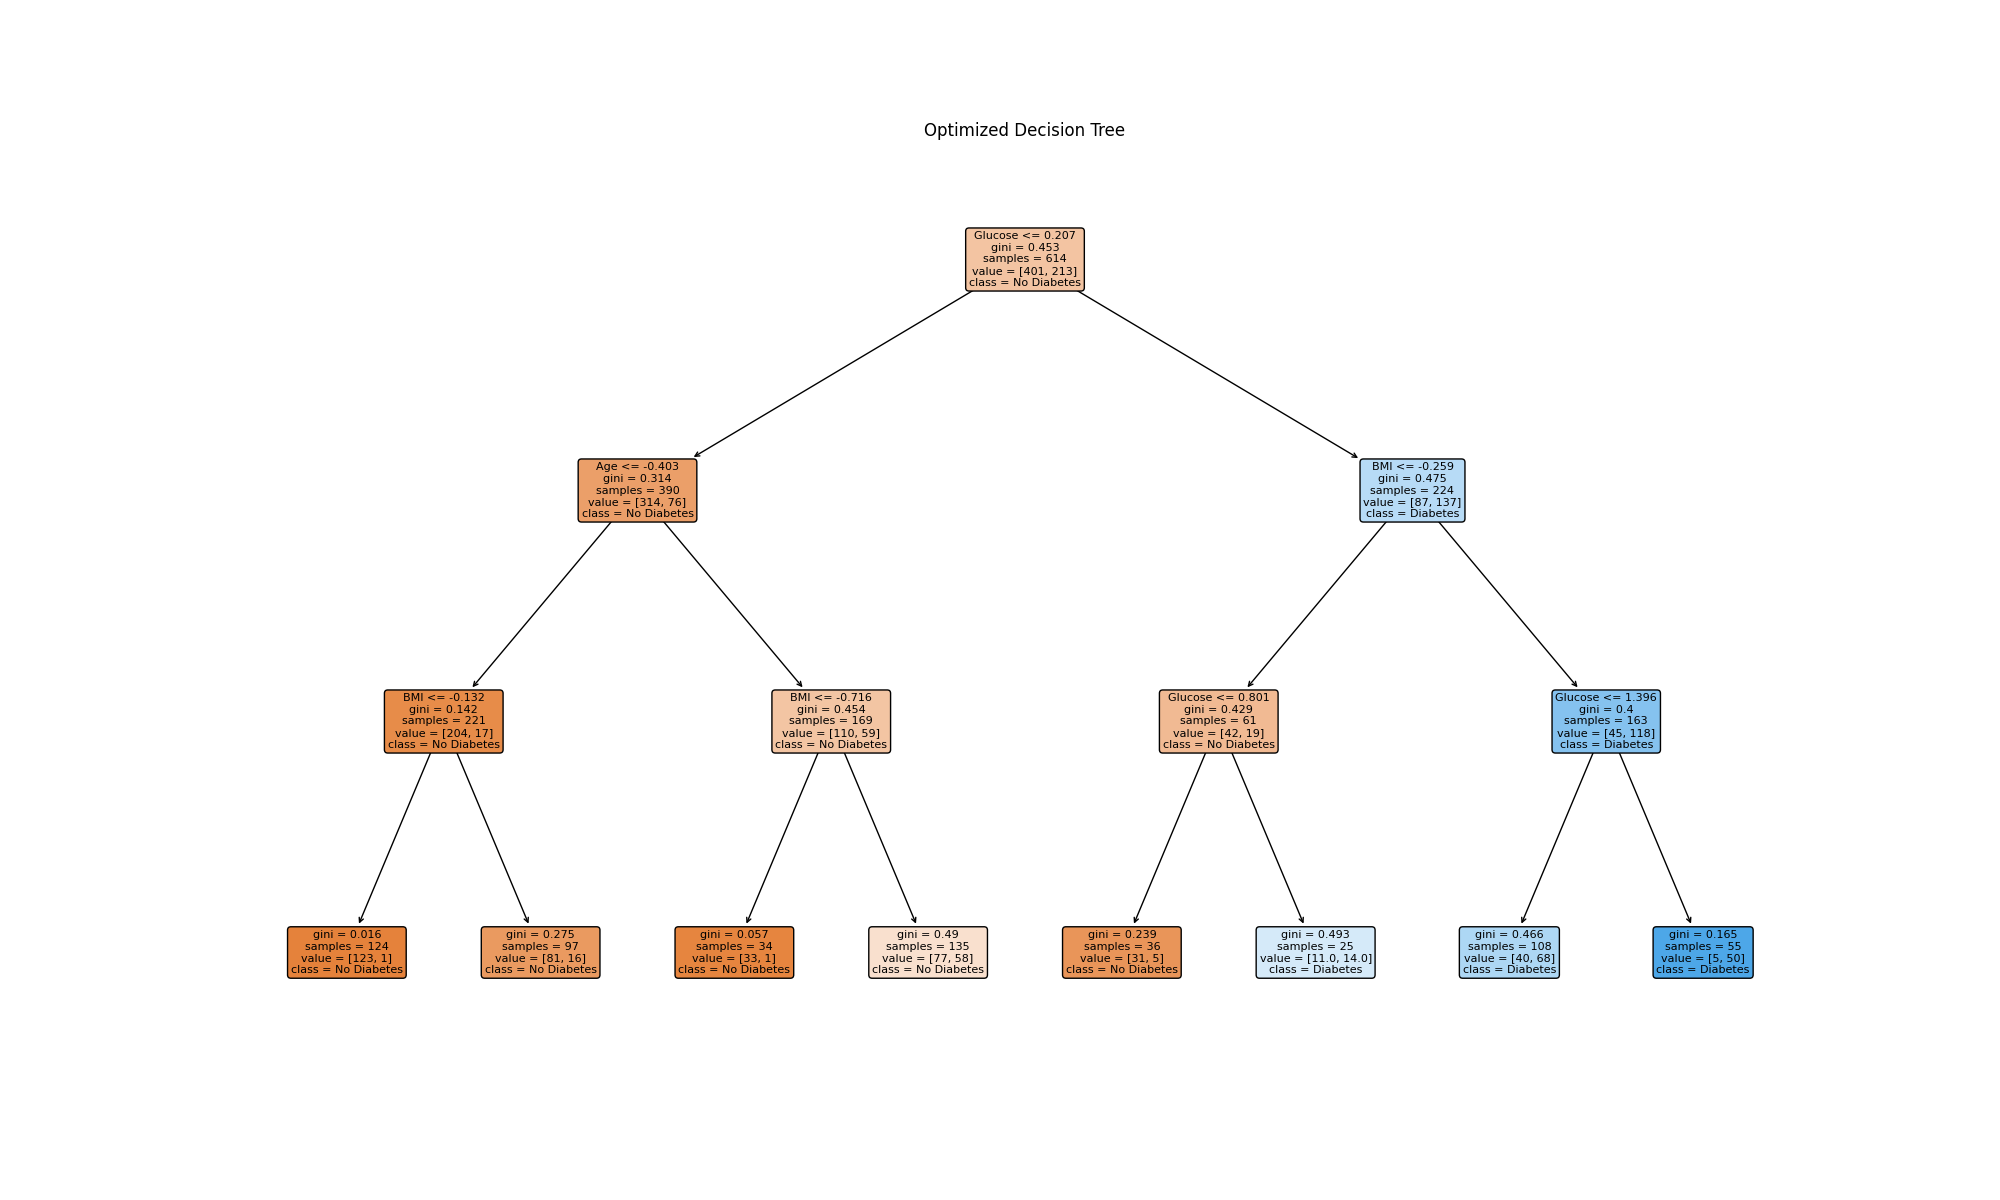 Optimized Decision Tree
Glucose <= 0.207
gini = 0.453
samples = 614
value = [401, 213]
class = No Diabetes
Age <= -0.403
gini = 0.314
samples = 390
value = [314, 76]
class = No Diabetes
BMI <= -0.259
gini = 0.475
samples = 224
value = [87, 137]
class = Diabetes
BMI <= -0.132
gini = 0.142
samples = 221
value = [204, 17]
class = No Diabetes
BMI <= -0.716
gini = 0.454
samples = 169
value = [110, 59]
class = No Diabetes
Glucose <= 0.801
gini = 0.429
samples = 61
value = [42, 19]
class = No Diabetes
Glucose <= 1.396
gini = 0.4
samples = 163
value = [45, 118]
class = Diabetes
gini = 0.016
samples = 124
value = [123, 1]
class = No Diabetes
gini = 0.275
samples = 97
value = [81, 16]
class = No Diabetes
gini = 0.057
samples = 34
value = [33, 1]
class = No Diabetes
gini = 0.49
samples = 135
value = [77, 58]
class = No Diabetes
gini = 0.239
samples = 36
value = [31, 5]
class = No Diabetes
gini = 0.493
samples = 25
value = [11.0, 14.0]
class = Diabetes
gini = 0.466
samples = 108
value = [40, 68]
class = Diabetes
gini = 0.165
samples = 55
value = [5, 50]
class = Diabetes